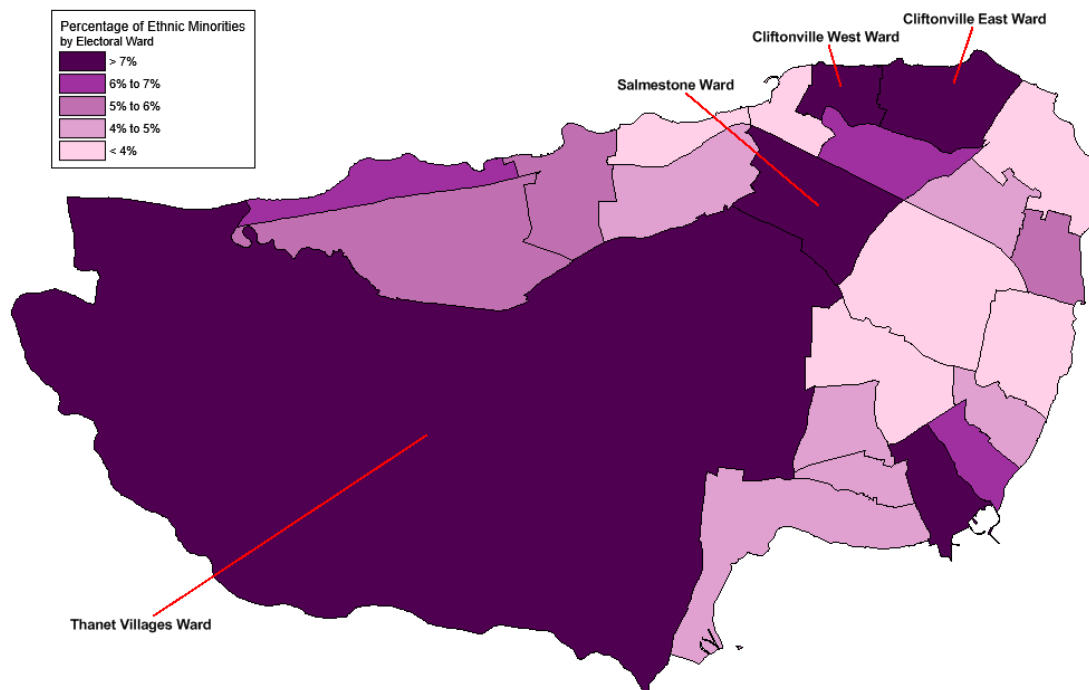 Percentage of Ethnic Minorities
by Electoral Ward
> 7%
6% to 7%
5% to 6%
4% to 5%
< 4%
Cliftonville East Ward
Cliftonville West Ward
Salmestone Ward
Thanet Villages Ward